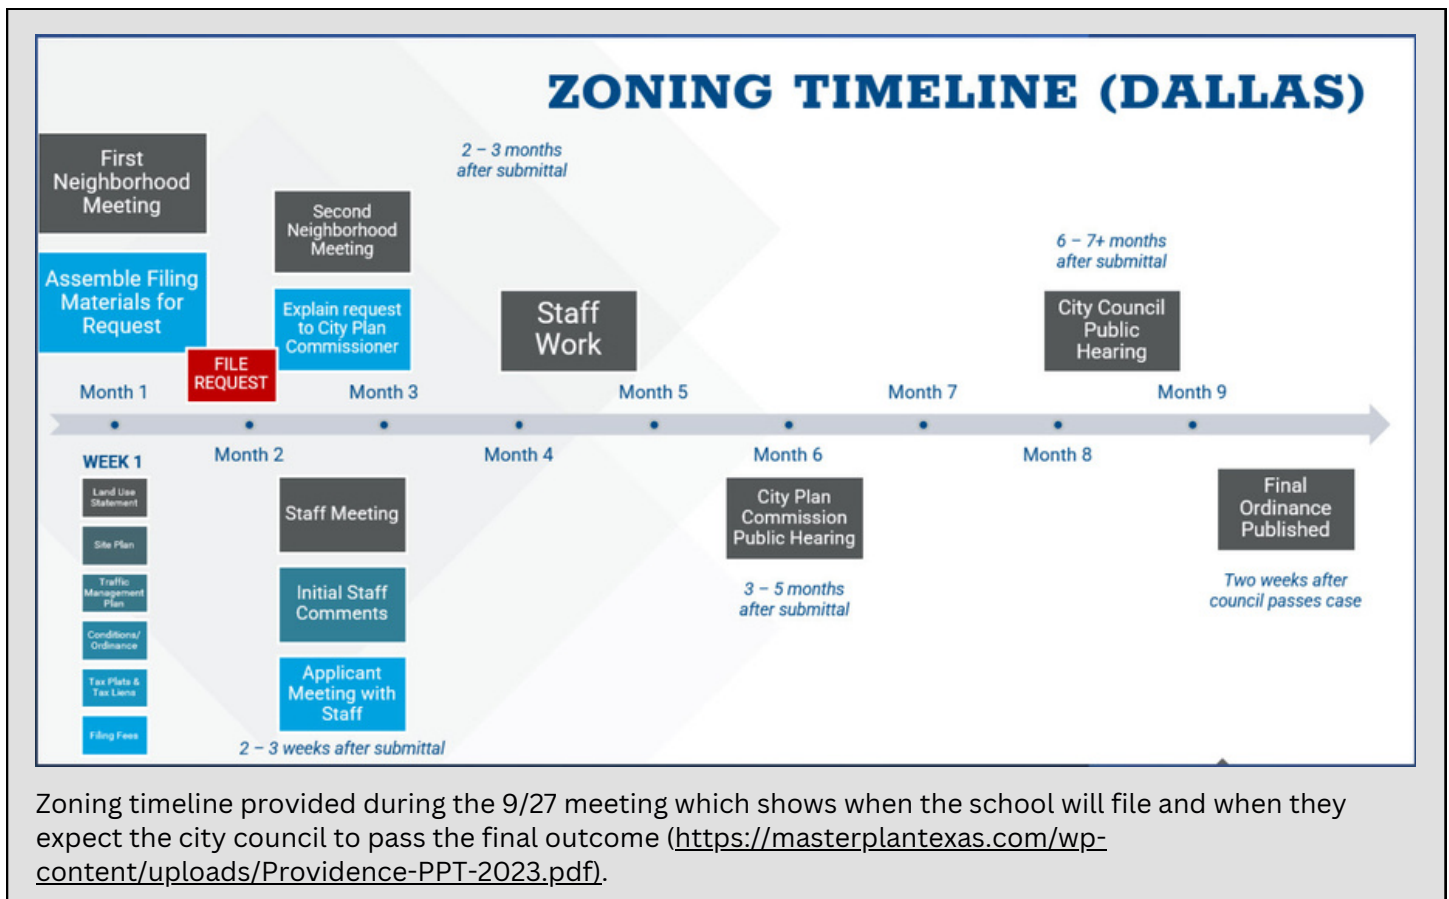 ZONING TIMELINE (DALLAS)
First
Neighborhood
Meeting
Assemble Filing
Materials for
Request
FILE
REQUEST
Second
Neighborhood
Meeting
Explain request
to City Plan
Commissioner
2 – 3 months
after submittal
Staff
Work
6 – 7+ months
after submittal
City Council
Public
Hearing
Month 1
Month 3
Month 5
Month 7
Month 9
Month 2
Month 4
Month 6
Month 8
WEEK 1
Land Use
Statement
Site Plan
Traffic
Management
Plan
Conditions/
Ordinance
Tax Plats &
Tax Liens
Filing Fees
Staff Meeting
Initial Staff
Comments
Applicant
Meeting with
Staff
2 – 3 weeks after submittal
City Plan
Commission
Public Hearing
3 – 5 months
after submittal
Final
Ordinance
Published
Two weeks after
council passes case
Zoning timeline provided during the 9/27 meeting which shows when the school will file and when they
expect the city council to pass the final outcome (https://masterplantexas.com/wp-
content/uploads/Providence-PPT-2023.pdf).